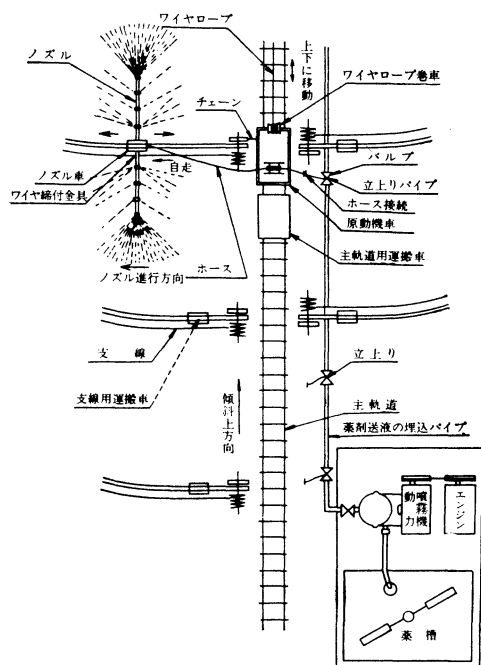 ワイヤロープ
ノズル
上下に移動
ワイヤロープ巻車
チェーン
バルブ
自走
立上りパイプ
ノズル車
ホース接続
ワイヤ締付金具
原動機車
主軌道用運搬車
ホース
ノズル進行方向
支線
立上り
支線用運搬車
傾斜上方向
主軌道
薬剤送液の埋込パイプ
動力
噴霧機
エンジン
薬槽